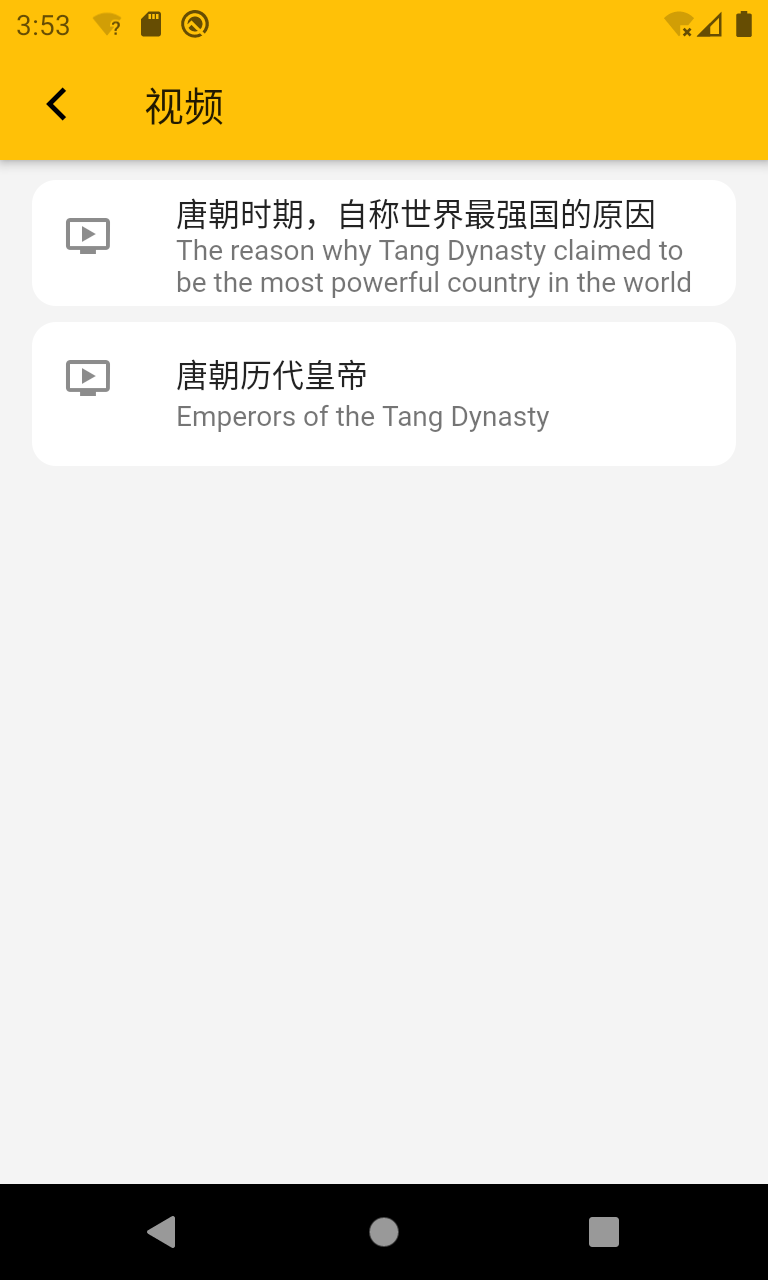 3:53
视频
唐朝时期，自称世界最强国的原因
The reason why Tang Dynasty claimed to
be the most powerful country in the world
唐朝历代皇帝
Emperors of the Tang Dynasty